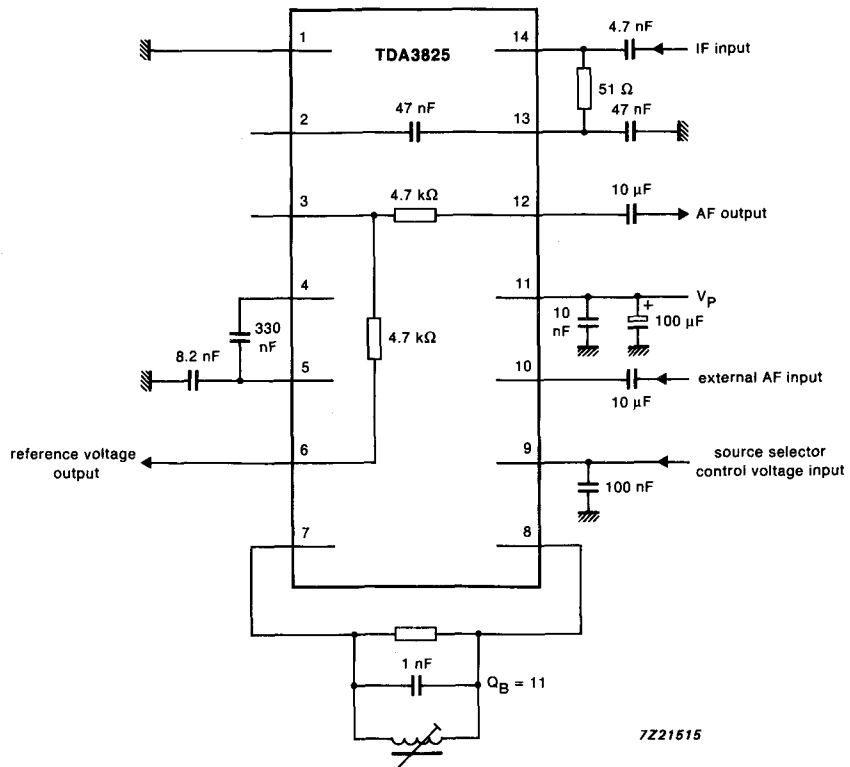 1
TDA3825
14
4.7 nF
IF input
51 Ω
2
47 nF
13
47 nF
3
4.7 kΩ
12
10 μF
AF output
4
330
nF
4.7 kΩ
11
10
nF
+
100 μF
V_P
8.2 nF
5
10
10 μF
external AF input
reference voltage
output
6
9
source selector
control voltage input
100 nF
7
8
1 nF
Q_B = 11
7Z21515